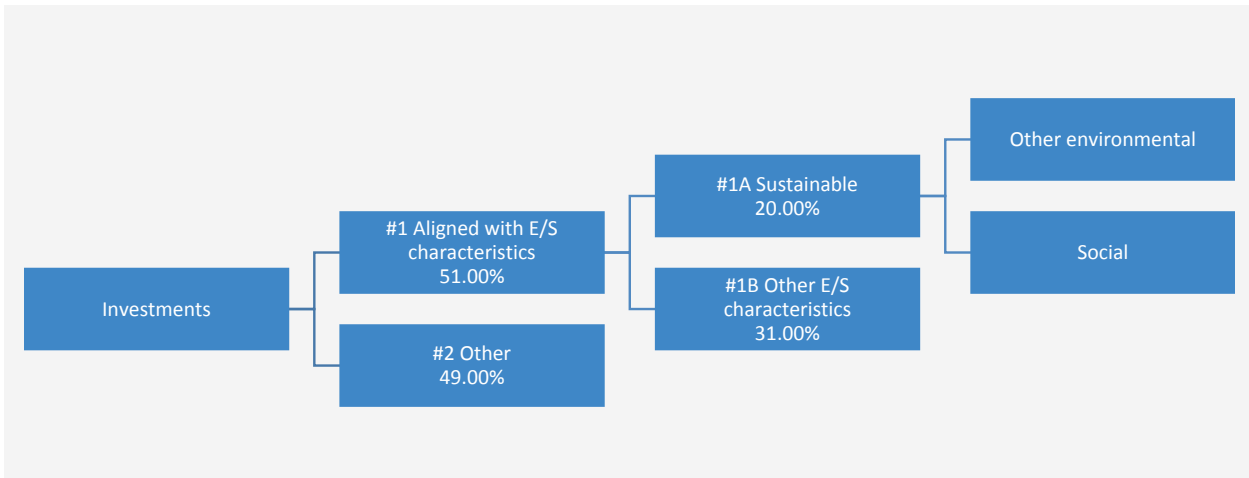 Investments
#1 Aligned with E/S
characteristics
51.00%
#2 Other
49.00%
#1A Sustainable
20.00%
#1B Other E/S
characteristics
31.00%
Other environmental
Social